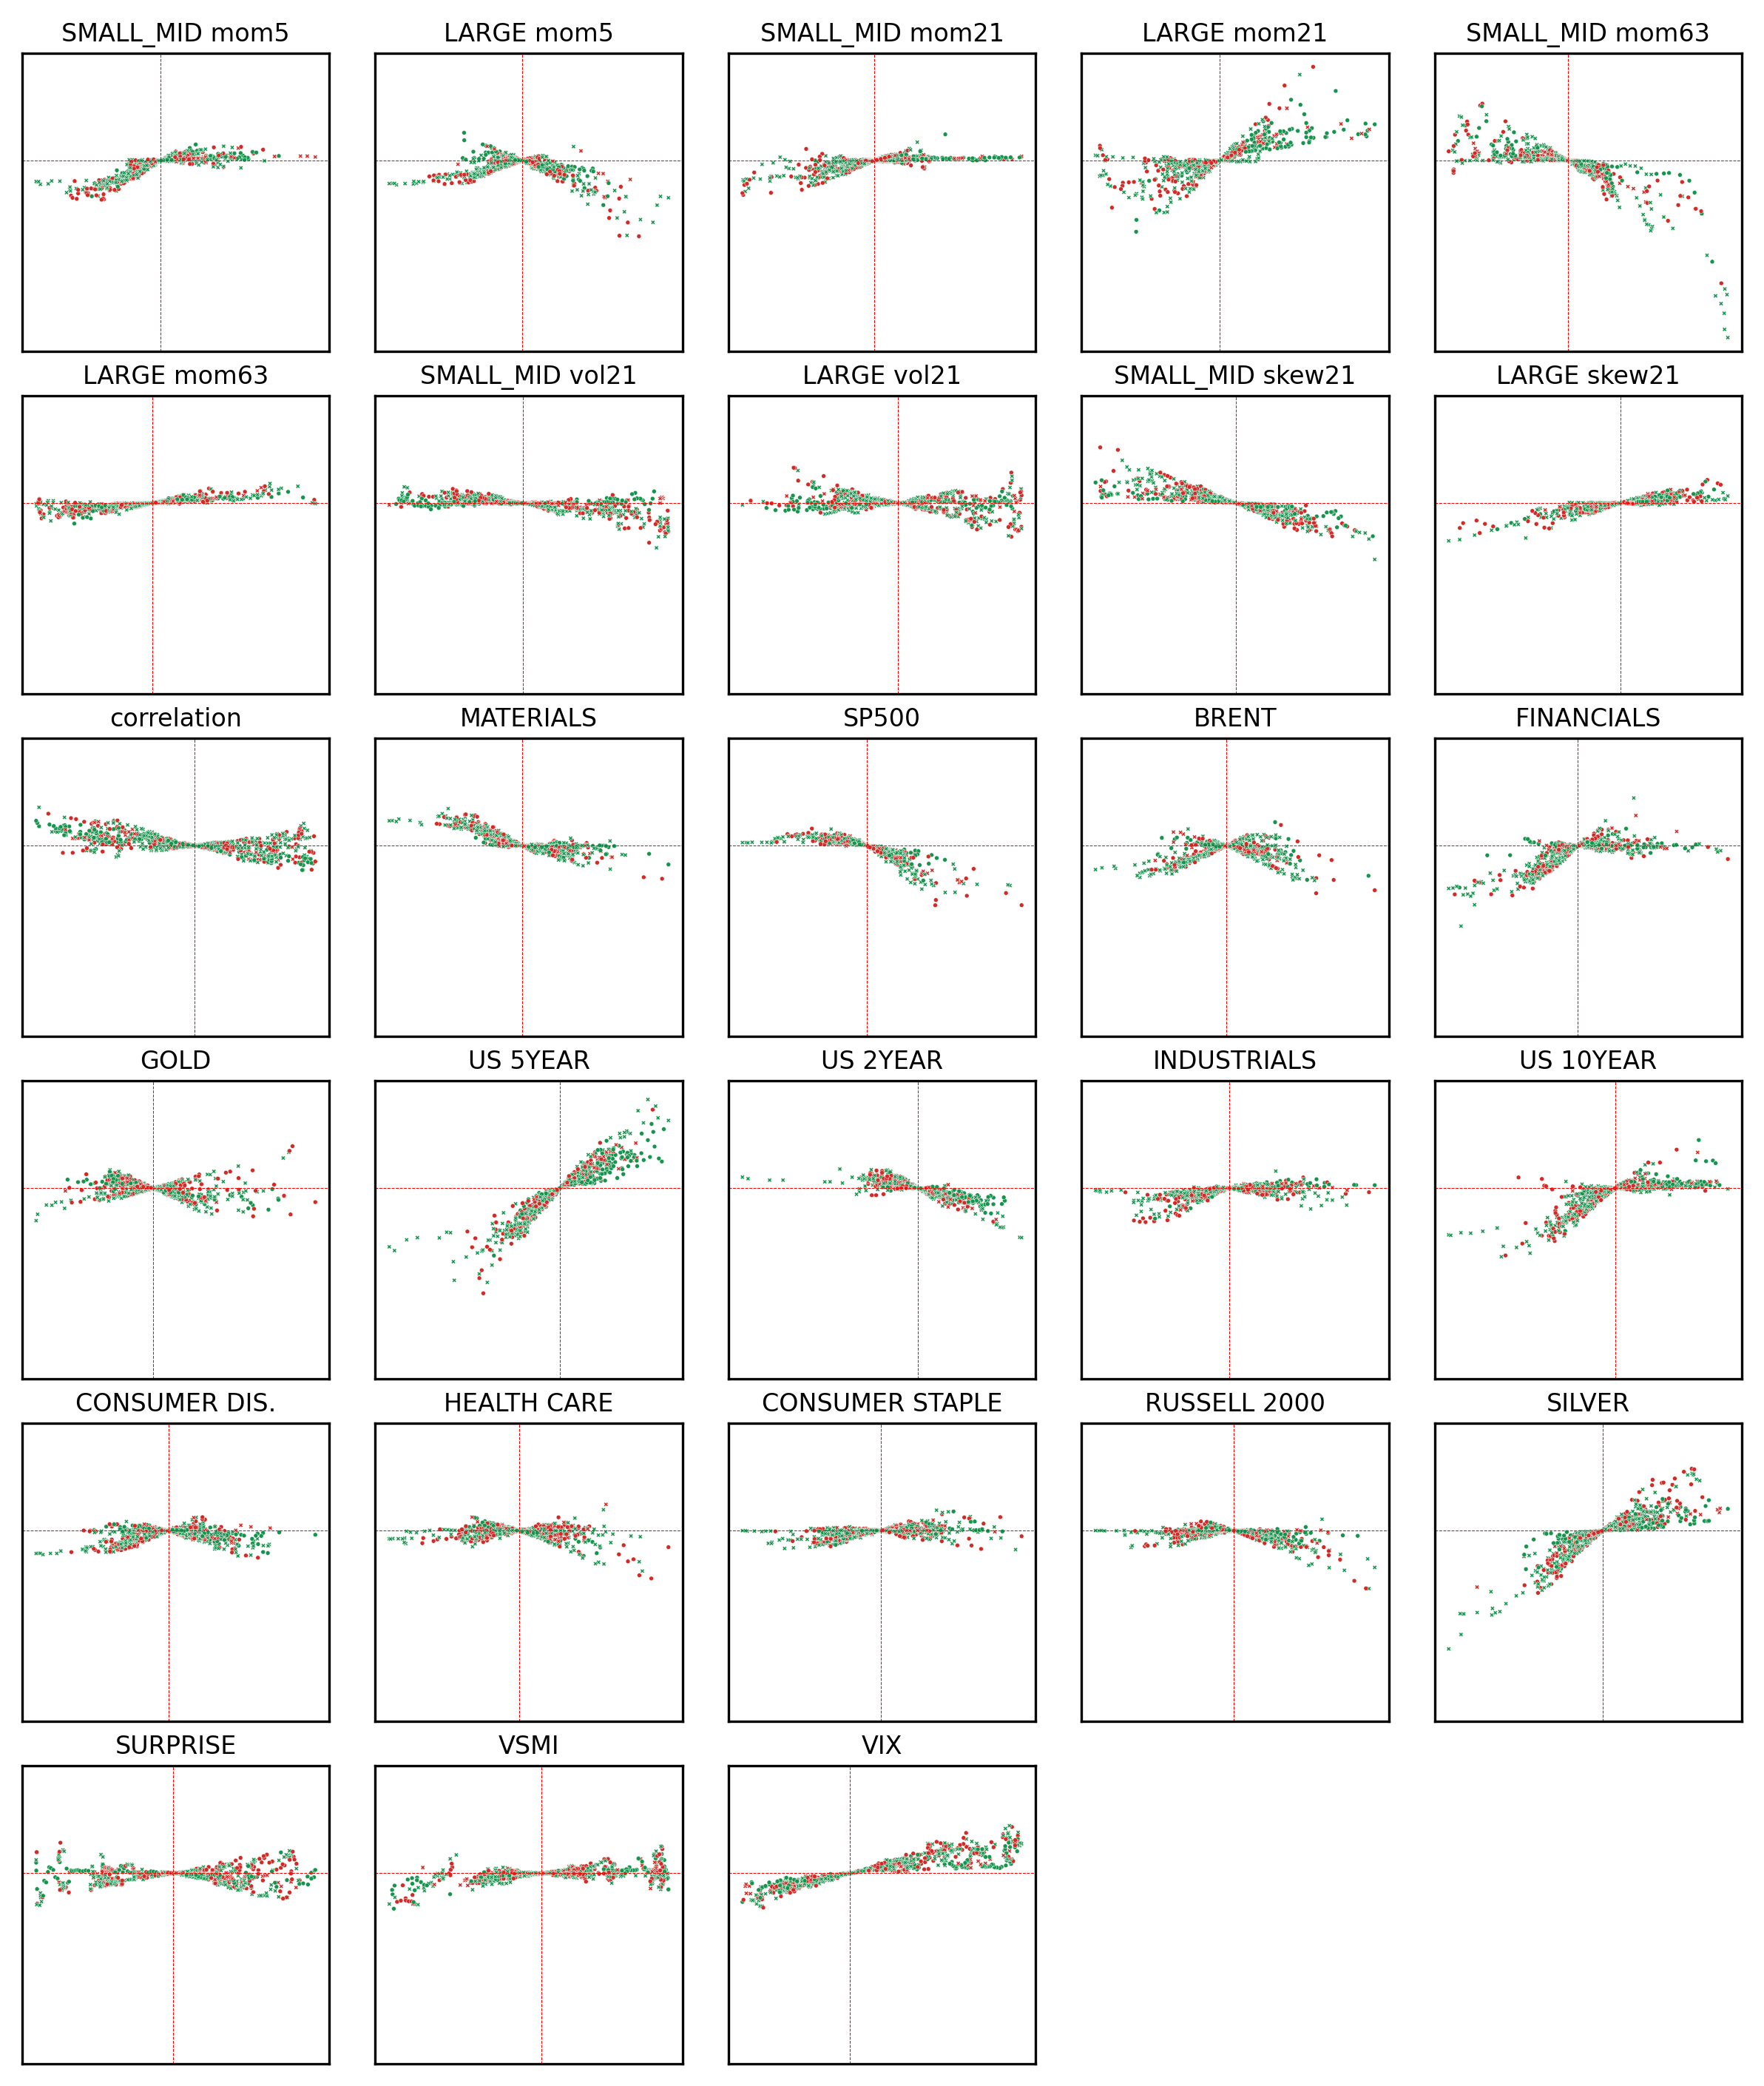 SMALL_MID mom5
LARGE mom5
SMALL_MID mom21
LARGE mom21
SMALL_MID mom63
LARGE mom63
SMALL_MID vol21
LARGE vol21
SMALL_MID skew21
LARGE skew21
correlation
MATERIALS
SP500
BRENT
FINANCIALS
GOLD
US 5YEAR
US 2YEAR
INDUSTRIALS
US 10YEAR
CONSUMER DIS.
HEALTH CARE
CONSUMER STAPLE
RUSSELL 2000
SILVER
SURPRISE
VSMI
VIX